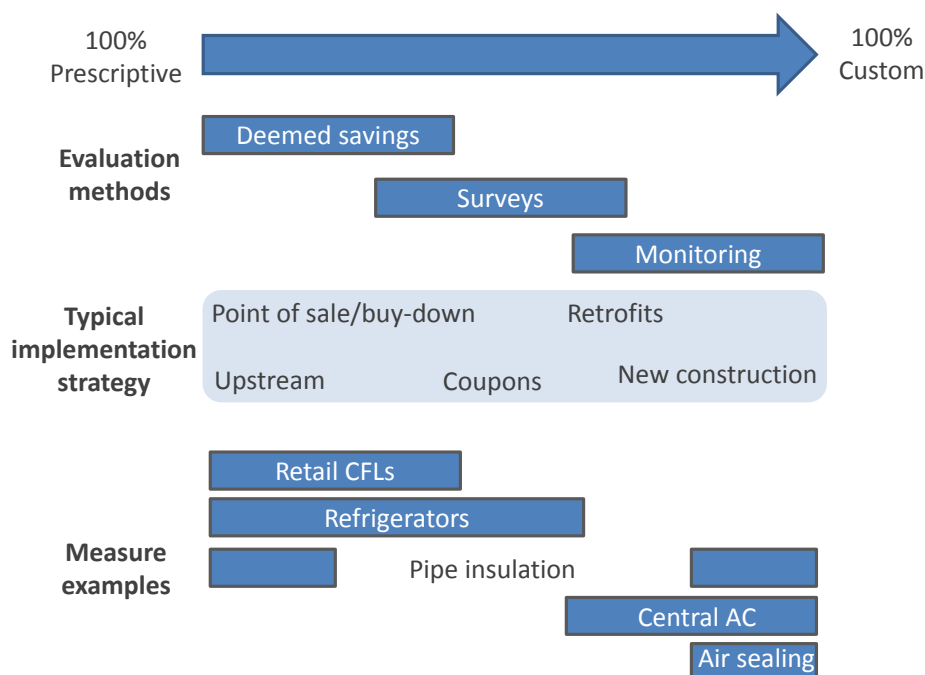 100%
Prescriptive
100%
Custom
Evaluation
methods
Deemed savings
Surveys
Monitoring
Typical
implementation
strategy
Point of sale/buy-down
Retrofits
Upstream
Coupons
New construction
Measure
examples
Retail CFLs
Refrigerators
Pipe insulation
Central AC
Air sealing